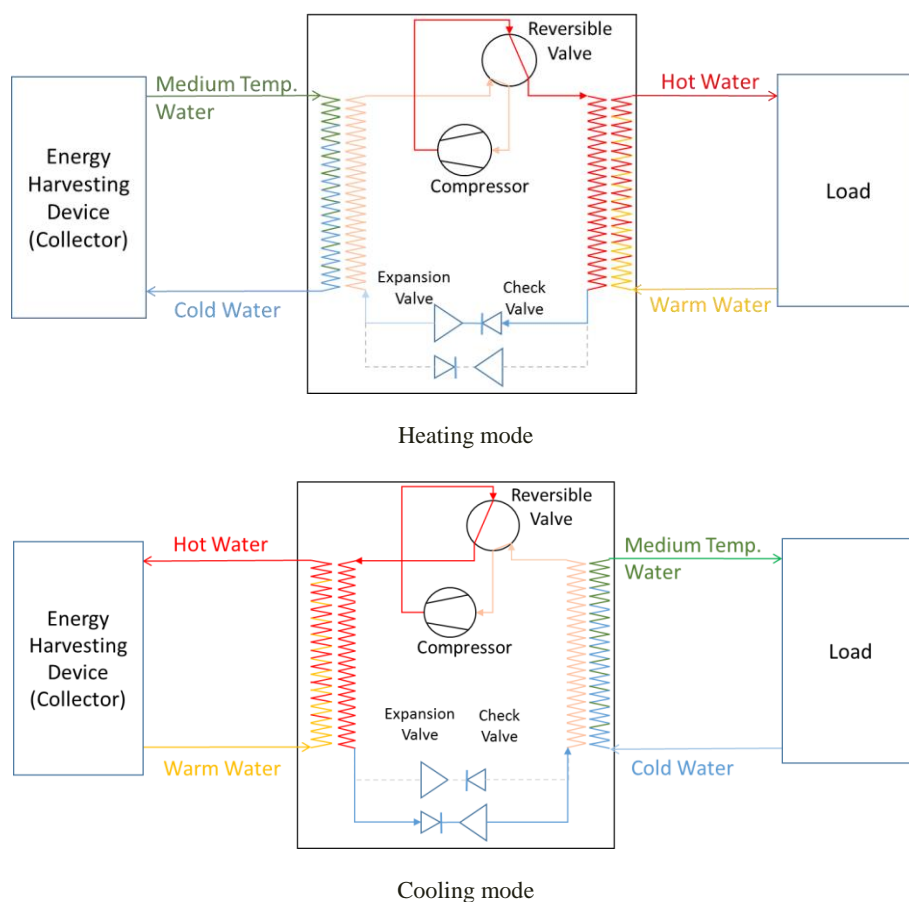 Reversible
Valve
Medium Temp.
Water
Hot Water
Energy
Harvesting
Device
(Collector)
Compressor
Load
Expansion
Valve
Check
Valve
Cold Water
Warm Water
Heating mode
Reversible
Valve
Hot Water
Medium Temp.
Water
Energy
Harvesting
Device
(Collector)
Compressor
Load
Expansion
Valve
Check
Valve
Warm Water
Cold Water
Cooling mode